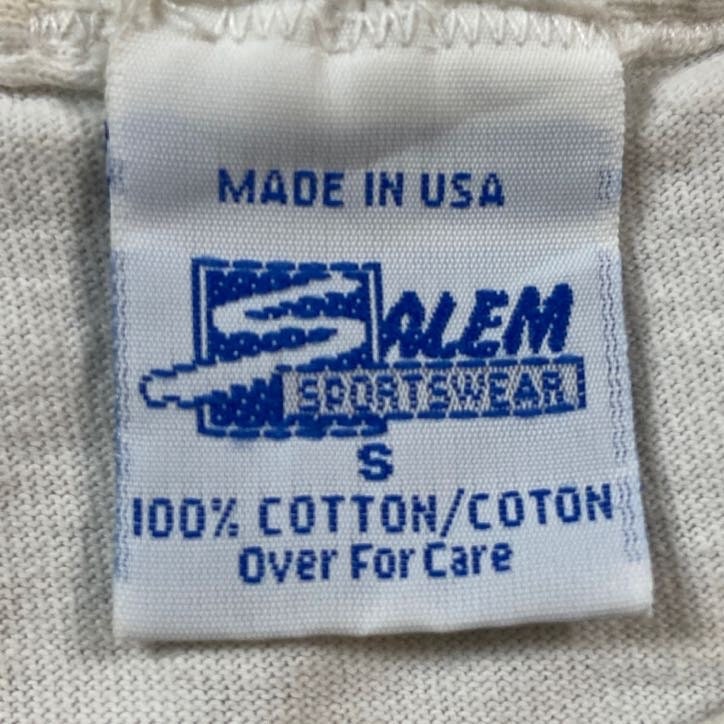 MADE IN USA
SALEM
SPORTSWEAR
S
100% COTTON/COTON
Over For Care